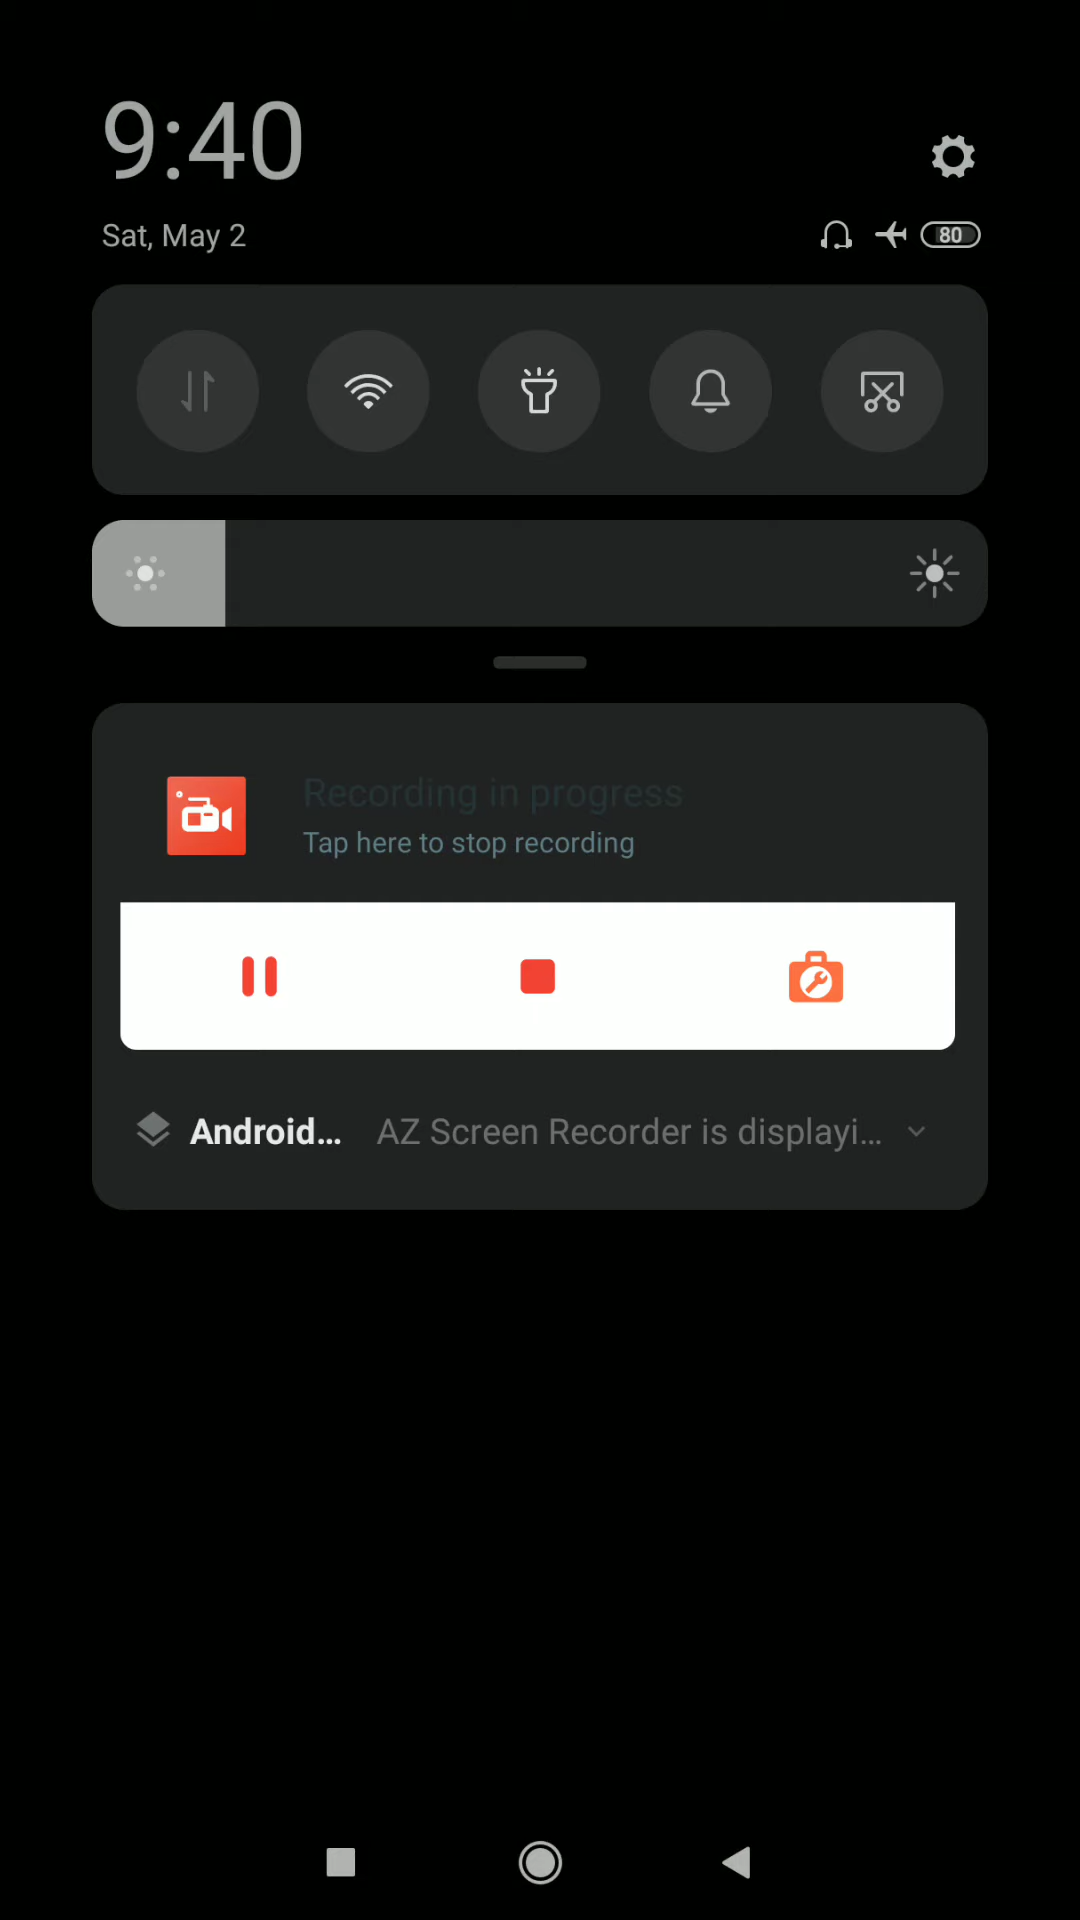 9:40
Sat, May 2
80
Recording in progress
Tap here to stop recording
Android... AZ Screen Recorder is displayi...